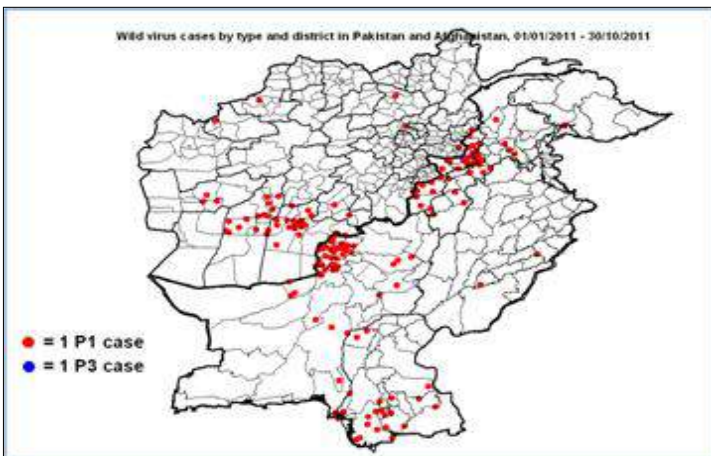 Wild virus cases by type and district in Pakistan and Afghanistan, 01/01/2011 - 30/10/2011
= 1 P1 case
= 1 P3 case